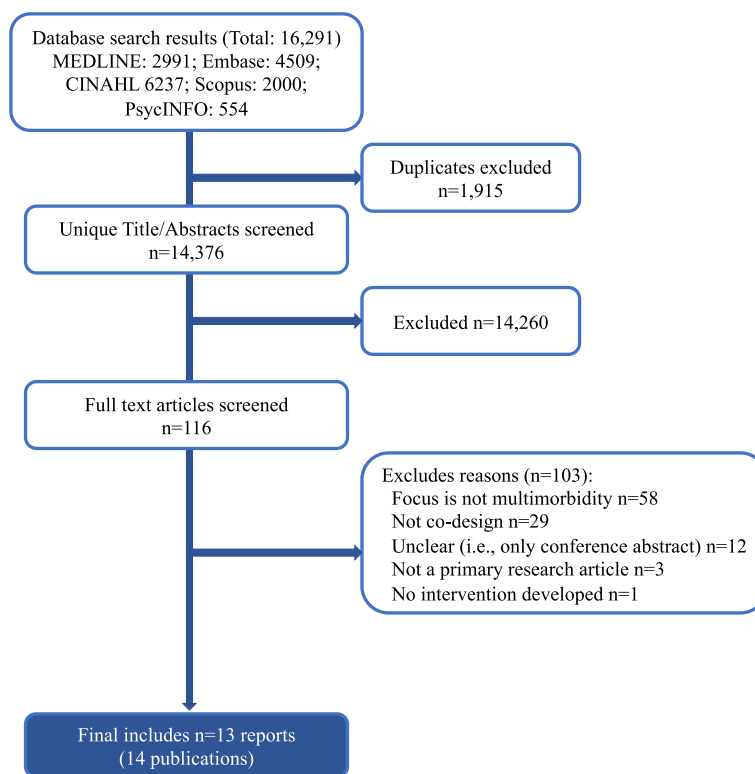 Database search results (Total: 16,291)
MEDLINE: 2991; Embase: 4509;
CINAHL 6237; Scopus: 2000;
PsycINFO: 554
Duplicates excluded
n=1,915
Unique Title/Abstracts screened
n=14,376
Excluded n=14,260
Full text articles screened
n=116
Excludes reasons (n=103):
Focus is not multimorbidity n=58
Not co-design n=29
Unclear (i.e., only conference abstract) n=12
Not a primary research article n=3
No intervention developed n=1
Final includes n=13 reports
(14 publications)